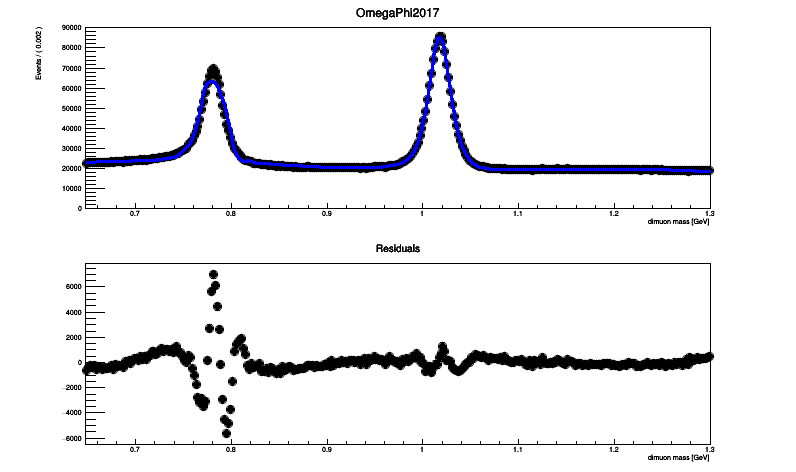 OmegaPhi2017
Events / ( 0.002 )
90000
80000
70000
60000
50000
40000
30000
20000
10000
0
0.7 0.8 0.9 1 1.1 1.2 1.3
dimuon mass [GeV]
Residuals
6000
4000
2000
0
−2000
−4000
−6000
0.7 0.8 0.9 1 1.1 1.2 1.3
dimuon mass [GeV]